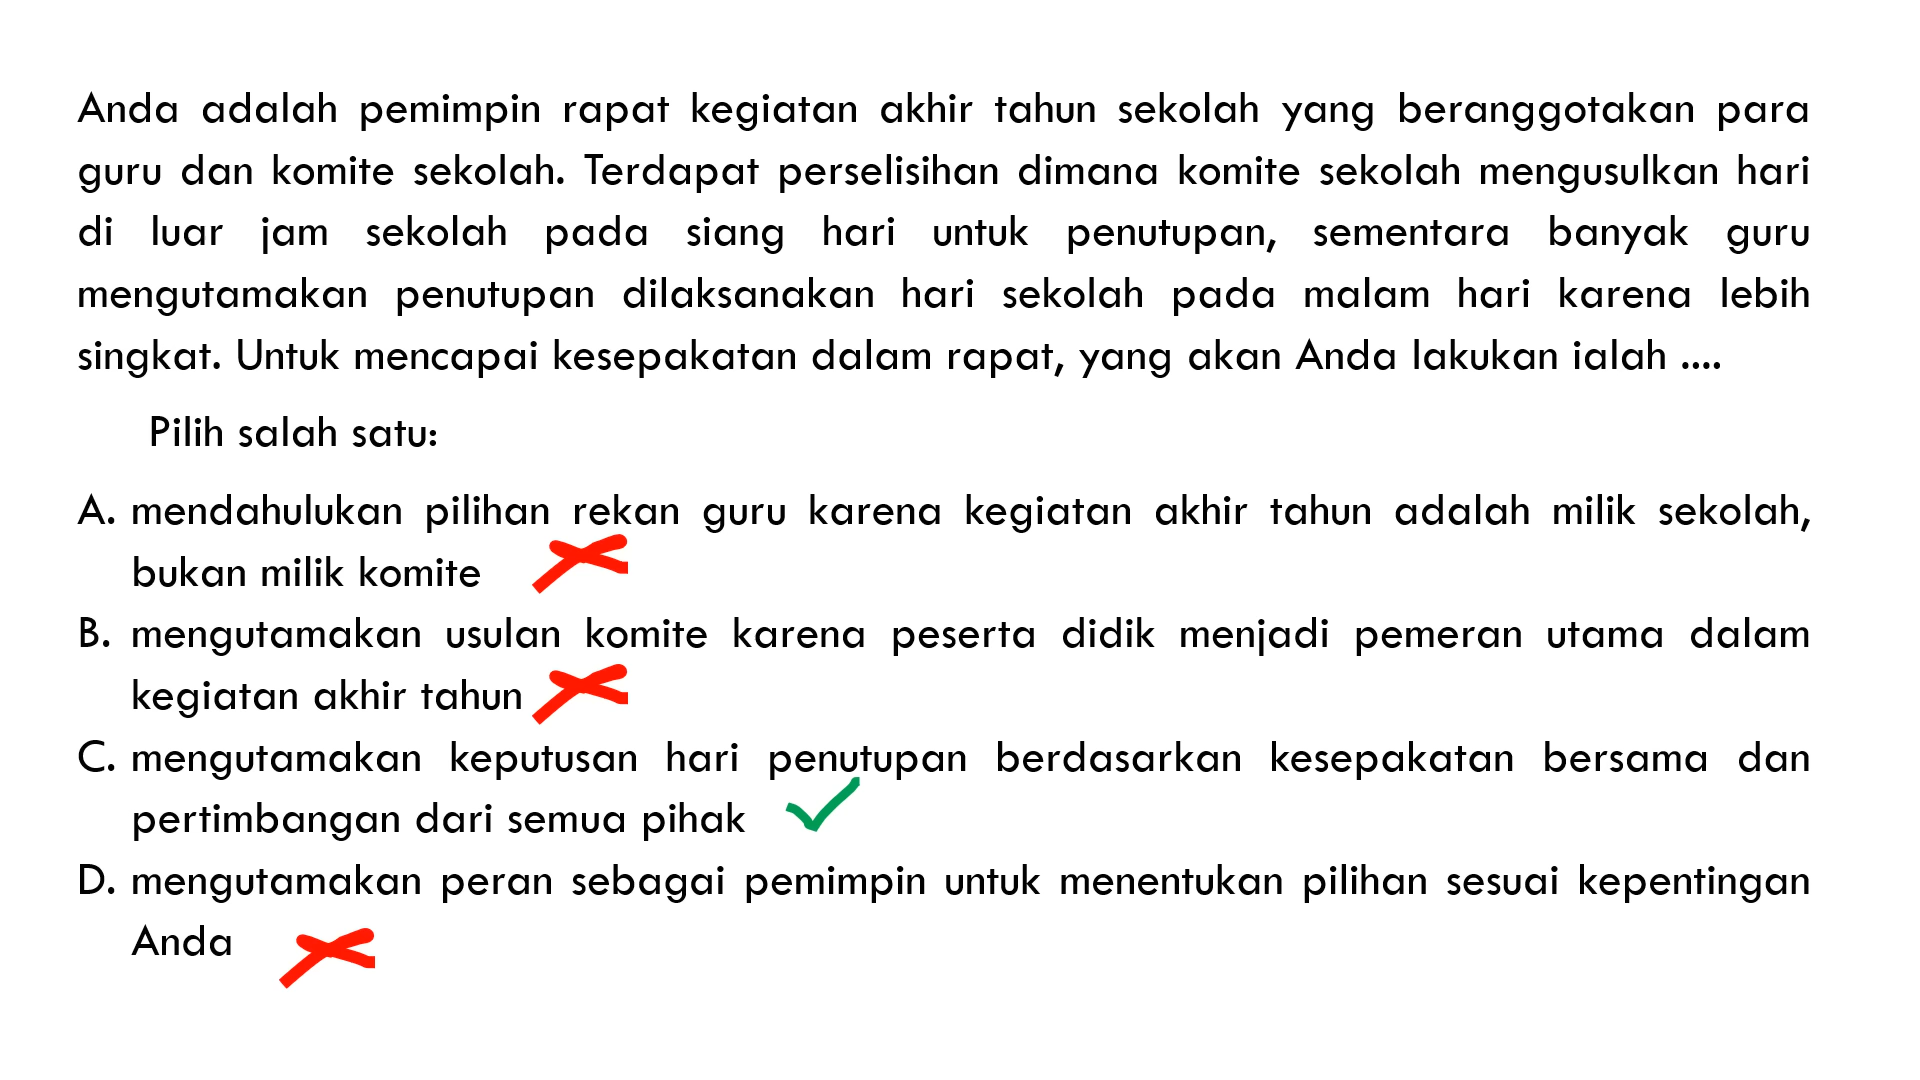 Anda adalah pemimpin rapat kegiatan akhir tahun sekolah yang beranggotakan para
guru dan komite sekolah. Terdapat perselisihan dimana komite sekolah mengusulkan hari
di luar jam sekolah pada siang hari untuk penutupan, sementara banyak guru
mengutamakan penutupan dilaksanakan hari sekolah pada malam hari karena lebih
singkat. Untuk mencapai kesepakatan dalam rapat, yang akan Anda lakukan ialah ....
Pilih salah satu:
A. mendahulukan pilihan rekan guru karena kegiatan akhir tahun adalah milik sekolah,
bukan milik komite
B. mengutamakan usulan komite karena peserta didik menjadi pemeran utama dalam
kegiatan akhir tahun
C. mengutamakan keputusan hari penutupan berdasarkan kesepakatan bersama dan
pertimbangan dari semua pihak
D. mengutamakan peran sebagai pemimpin untuk menentukan pilihan sesuai kepentingan
Anda